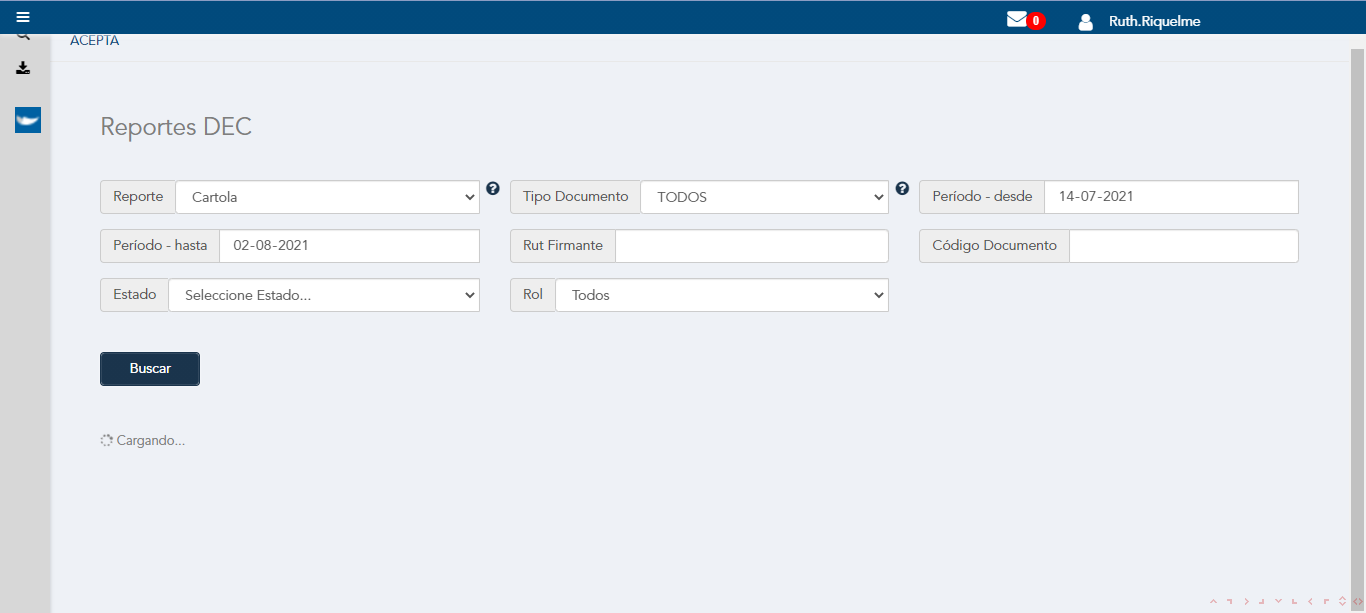 0 Ruth.Riquelme
ACEPTA
Reportes DEC
Reporte Cartola ? Tipo Documento TODOS ? Período - desde 14-07-2021
Período - hasta 02-08-2021 Rut Firmante Código Documento
Estado Seleccione Estado... Rol Todos
Buscar
Cargando...